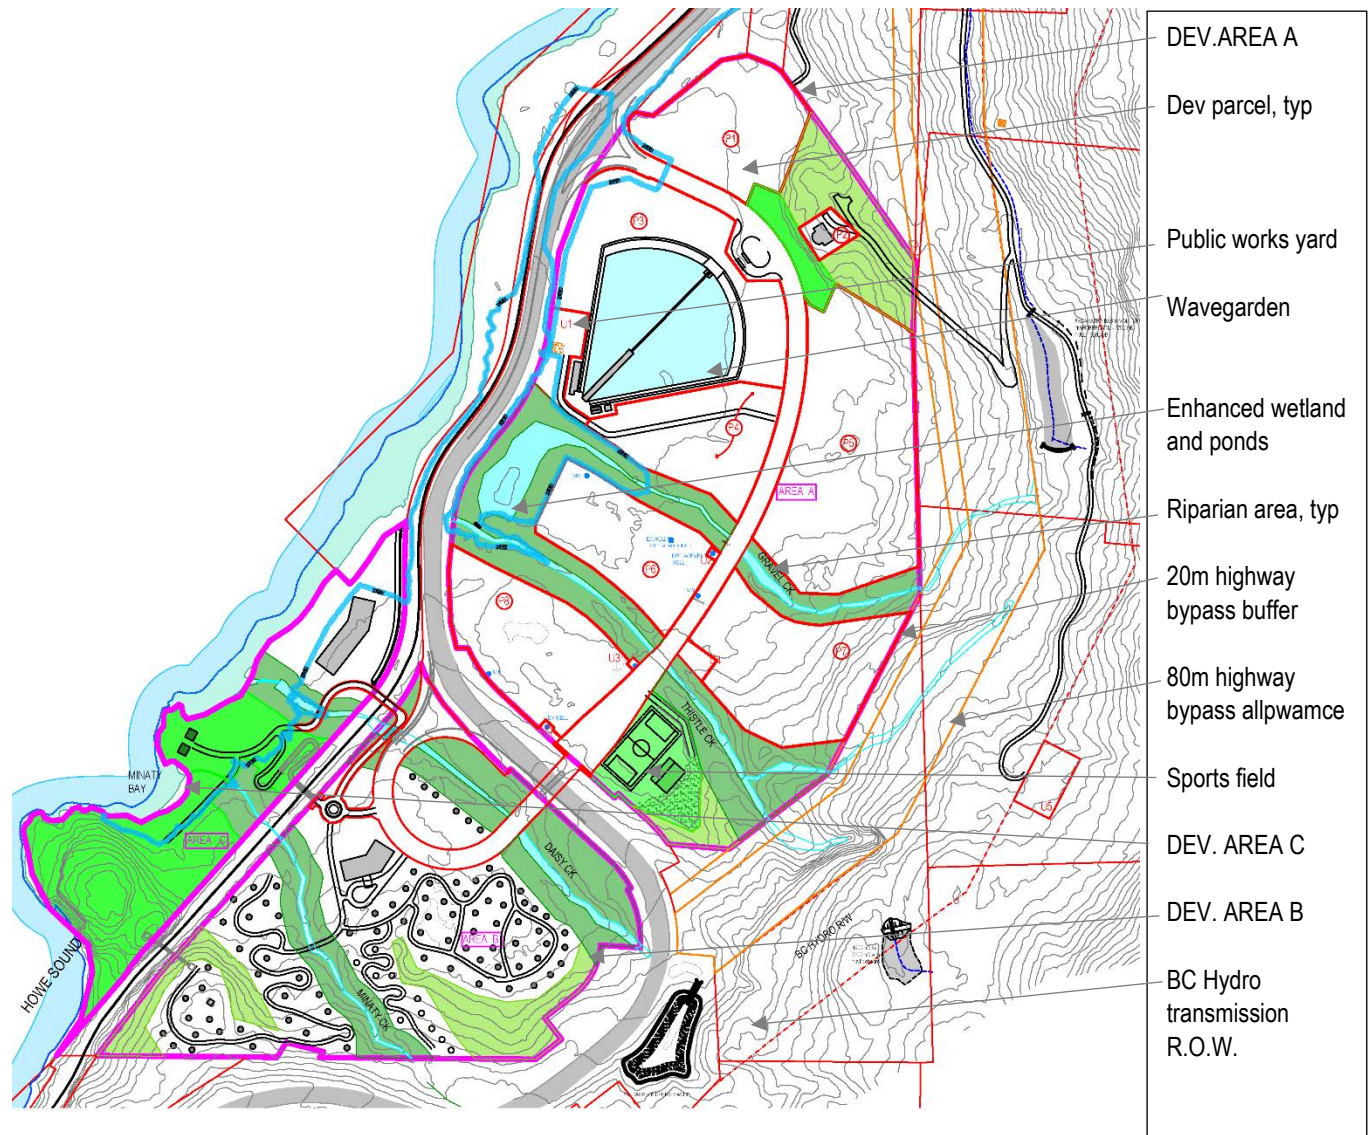 DEV.AREA A
Dev parcel, typ
Public works yard
Wavegarden
Enhanced wetland
and ponds
Riparian area, typ
20m highway
bypass buffer
80m highway
bypass allpwamce
Sports field
DEV. AREA C
DEV. AREA B
BC Hydro
transmission
R.O.W.
P1
P2
P3
U1
P4
P5
AREA A
GRAVEL CK
P6
P8
P7
U3
THISTLE CK
MINATY
BAY
DAISY CK
AREA B
MINATY CK
HOWE SOUND
BC HYDRO R/W
U5